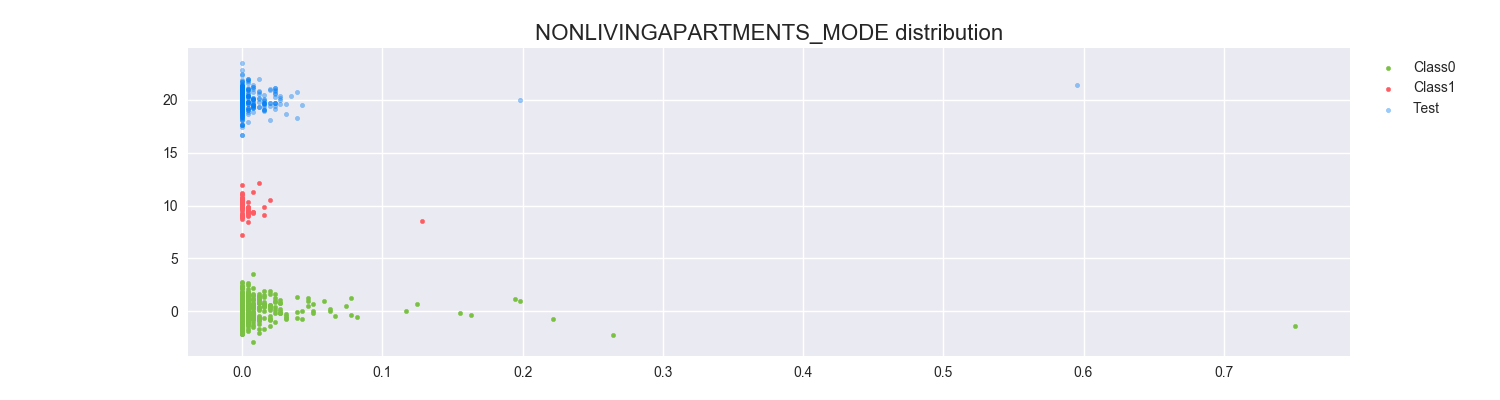 NONLIVINGAPARTMENTS_MODE distribution
Class0
Class1
Test
20
15
10
5
0
0.0 0.1 0.2 0.3 0.4 0.5 0.6 0.7